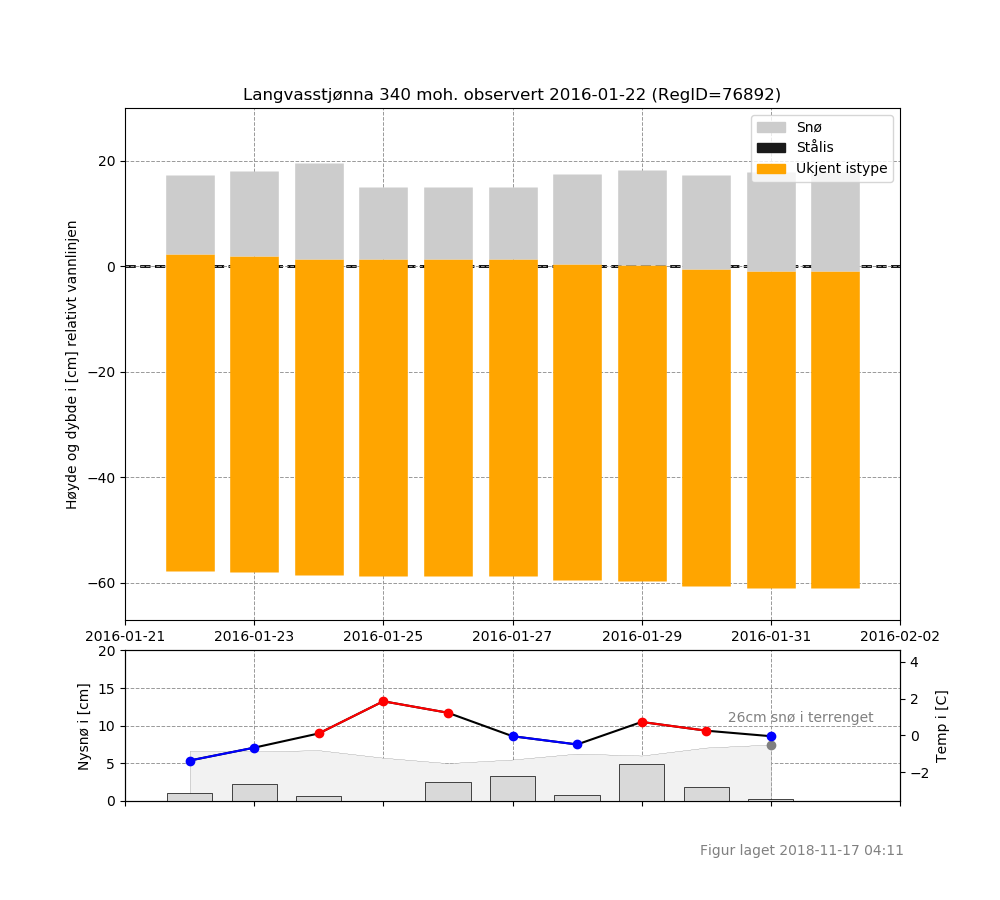 Langvasstjønna 340 moh. observert 2016-01-22 (RegID=76892)
Snø
Stålis
Ukjent istype
Høyde og dybde i [cm] relativt vannlinjen
20
0
−20
−40
−60
2016-01-21 2016-01-23 2016-01-25 2016-01-27 2016-01-29 2016-01-31 2016-02-02
Nysnø i [cm]
20
15
10
5
0
26cm snø i terrenget
4
2
0
−2
Temp i [C]
Figur laget 2018-11-17 04:11